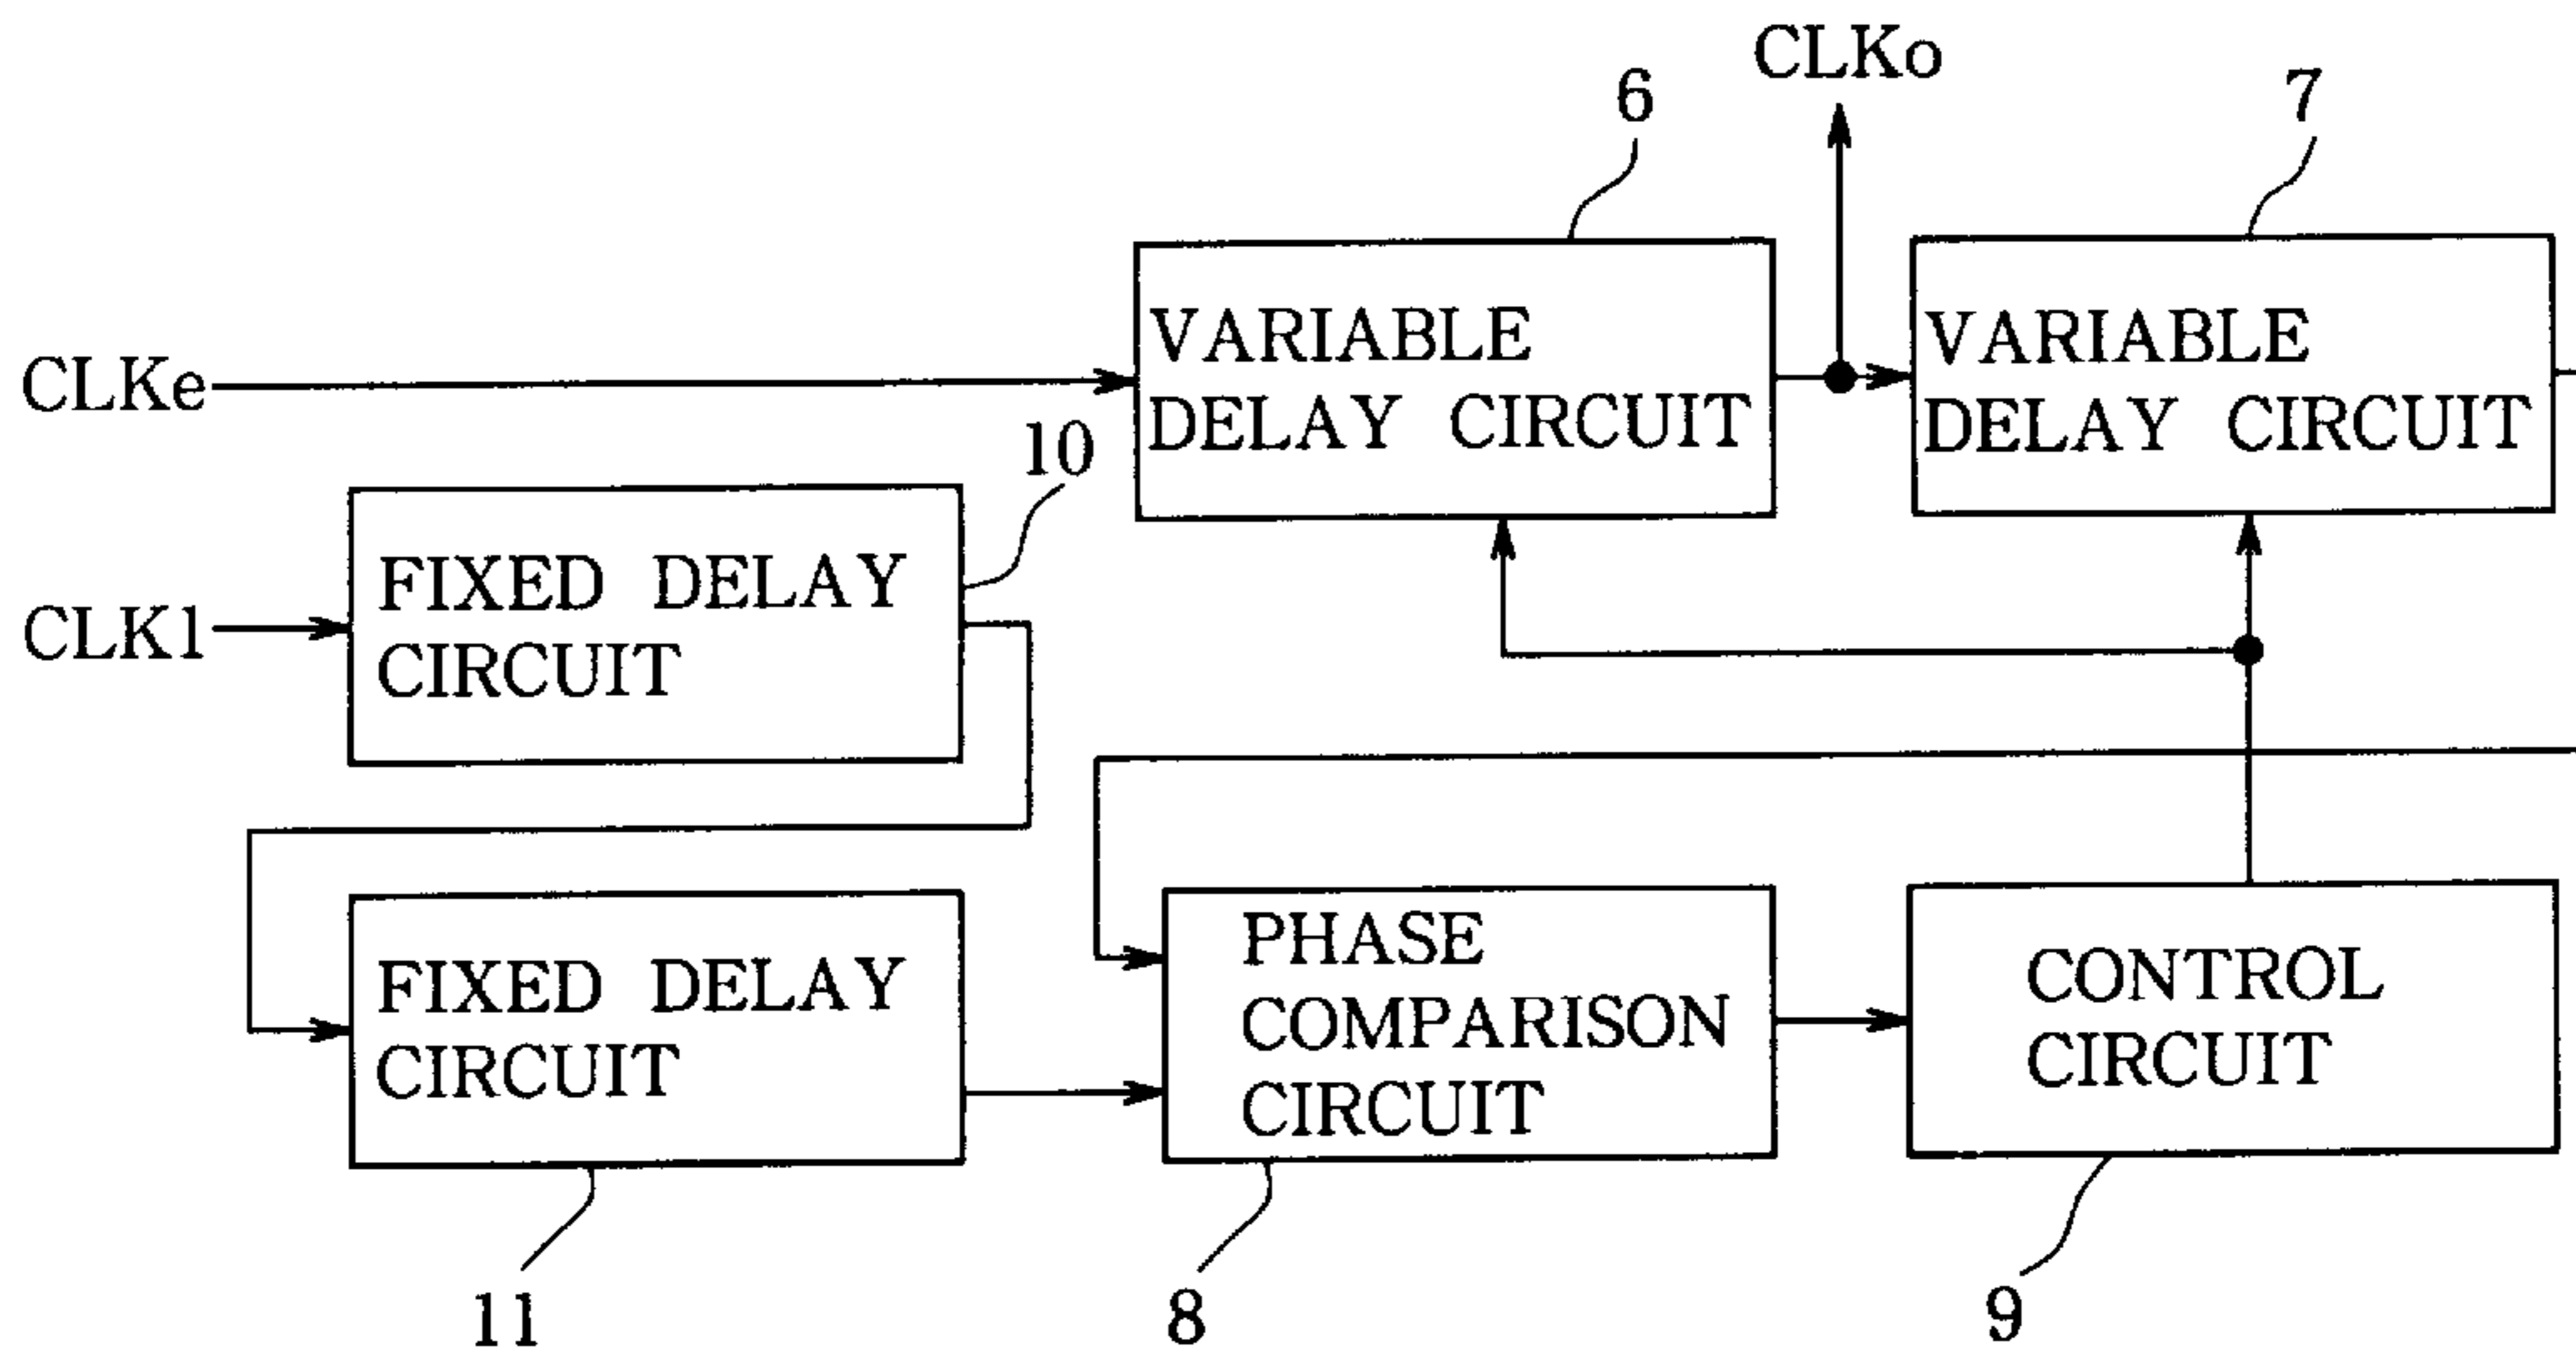 CLKo
6
7
VARIABLE
DELAY CIRCUIT
VARIABLE
DELAY CIRCUIT
CLKe
10
FIXED DELAY
CIRCUIT
CLKl
FIXED DELAY
CIRCUIT
PHASE
COMPARISON
CIRCUIT
CONTROL
CIRCUIT
11
8
9